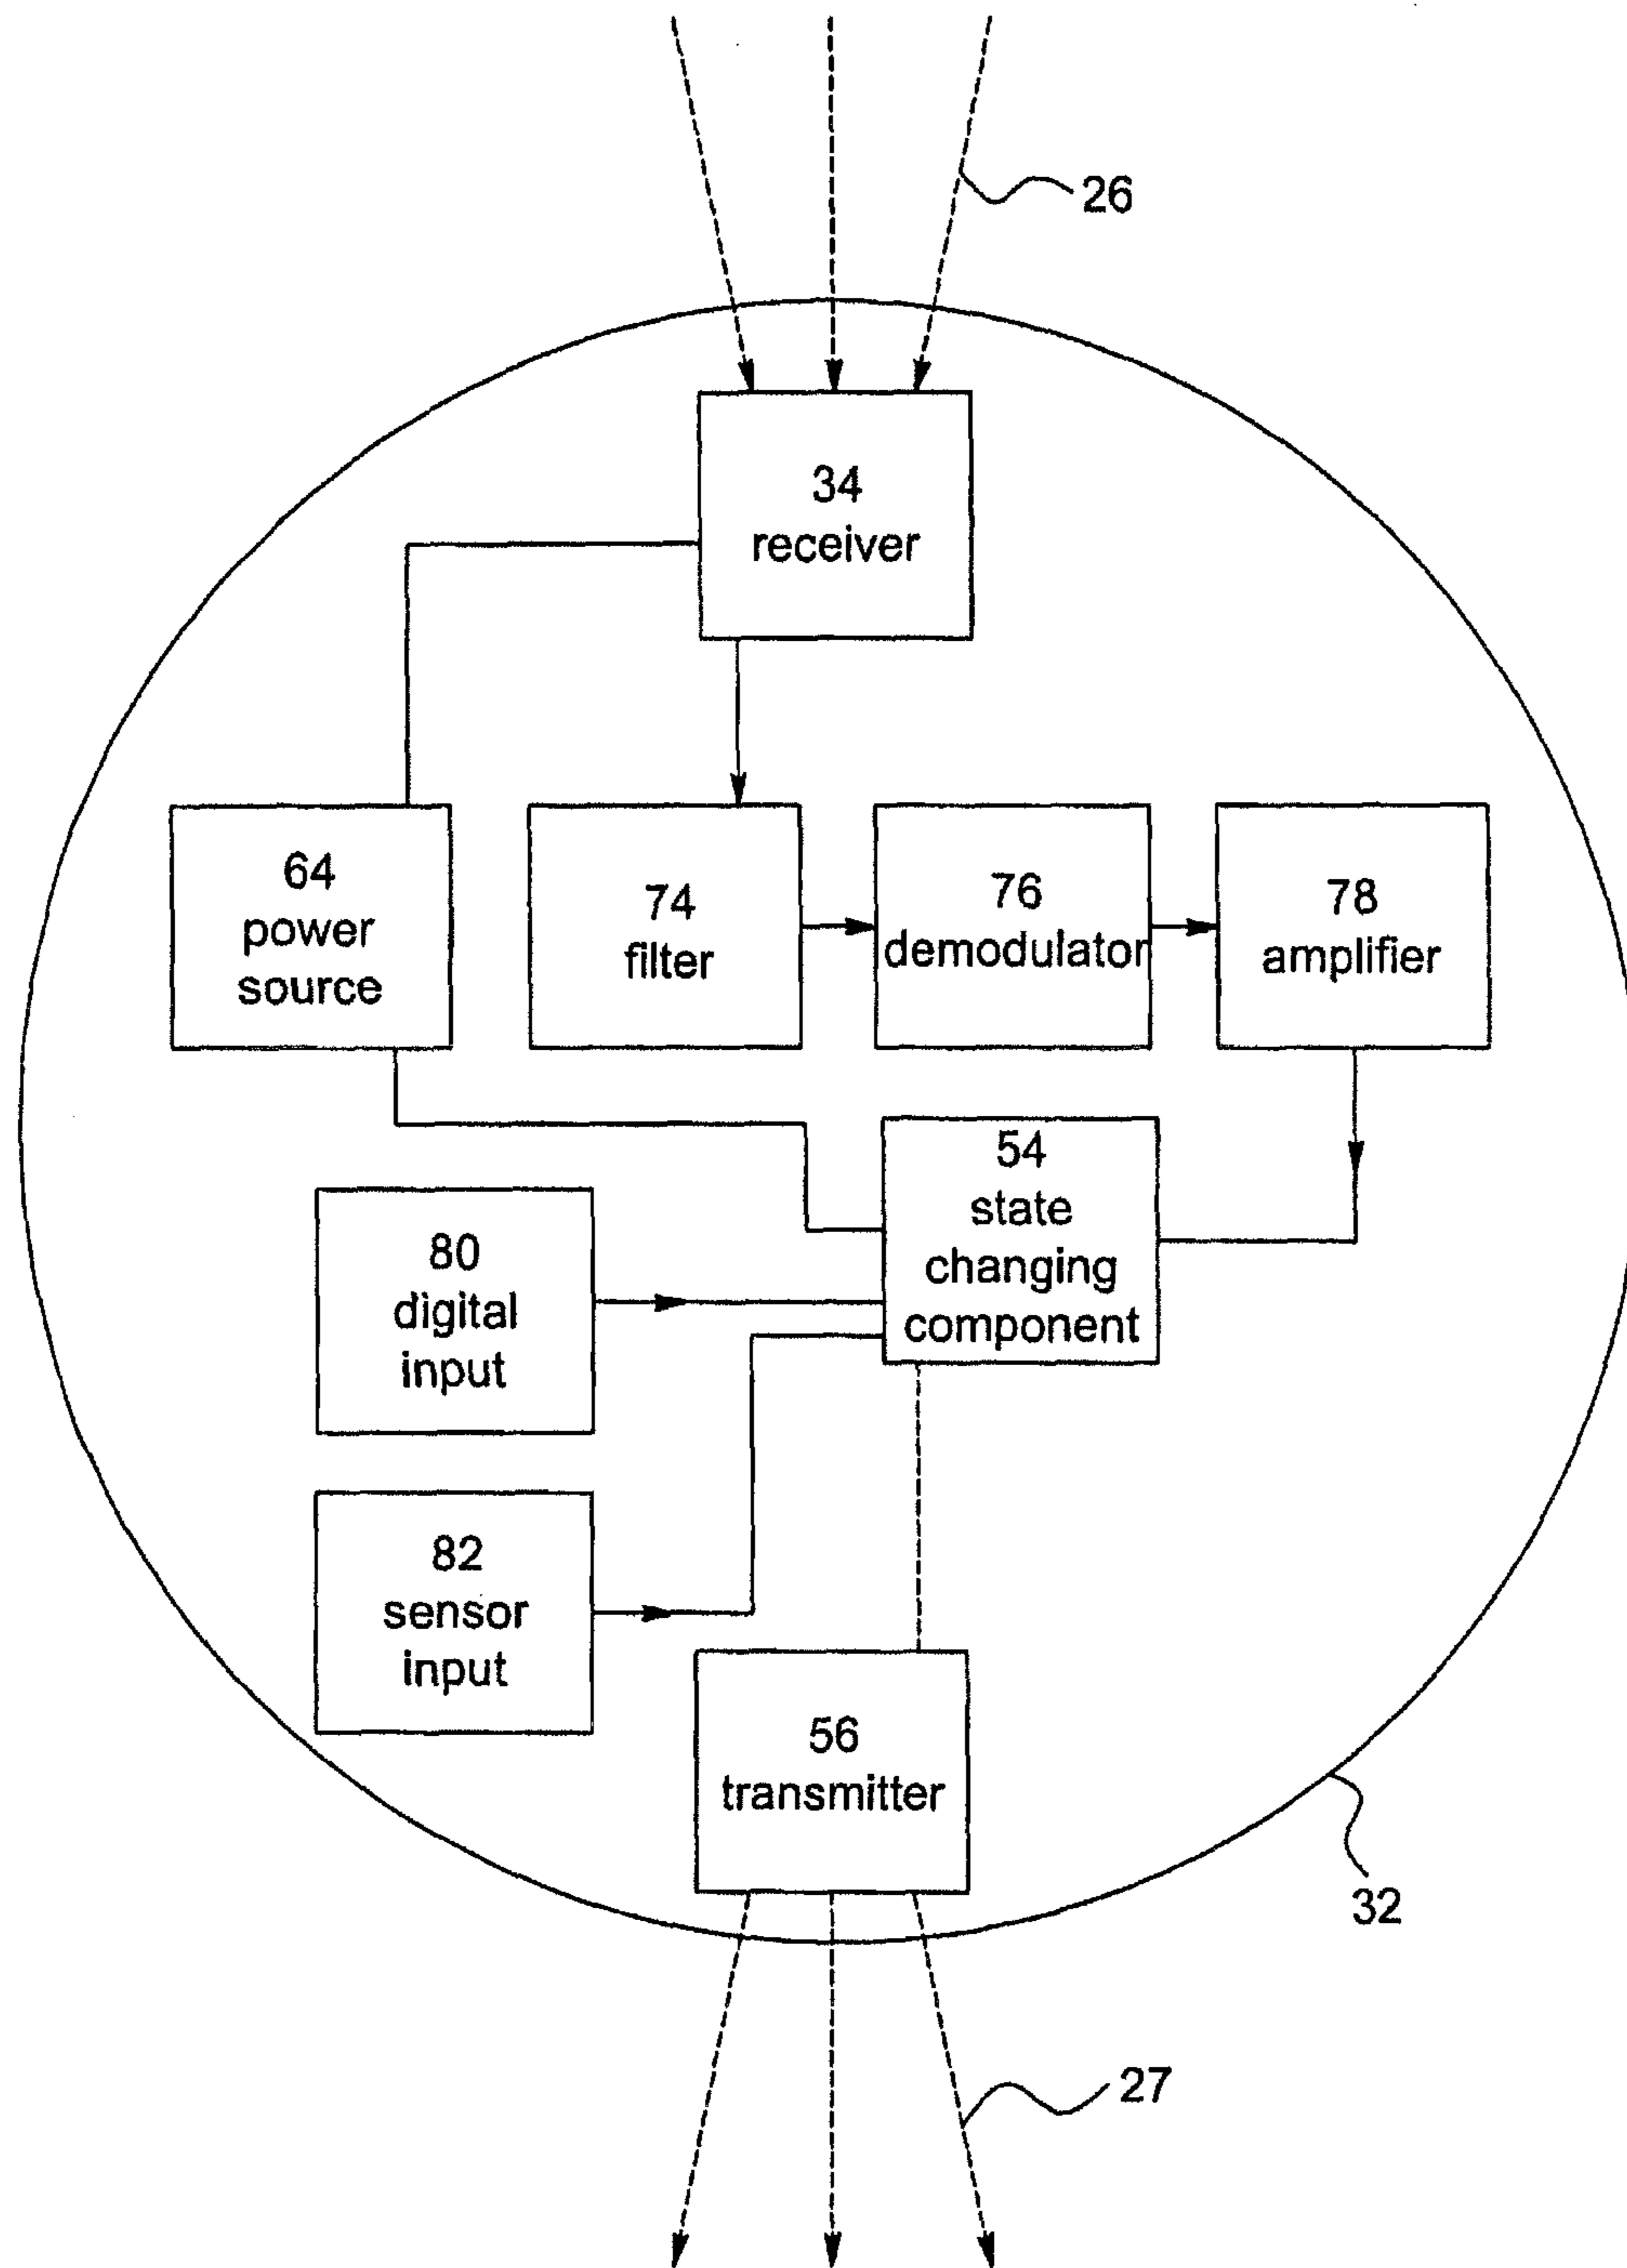 26
34
receiver
64
power
source
74
filter
76
demodulator
78
amplifier
54
state
changing
component
80
digital
input
82
sensor
input
56
transmitter
32
27